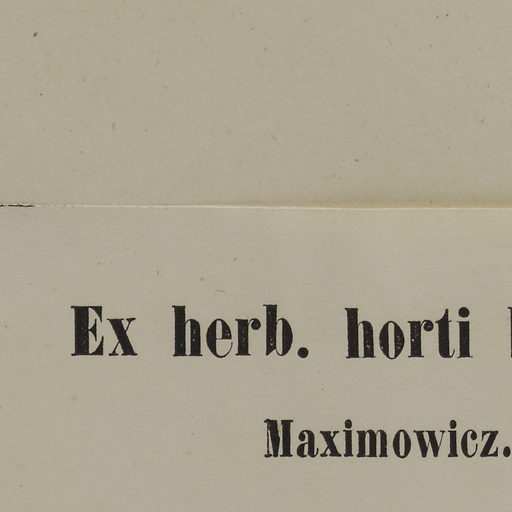 Ex herb. horti
Maximowicz.